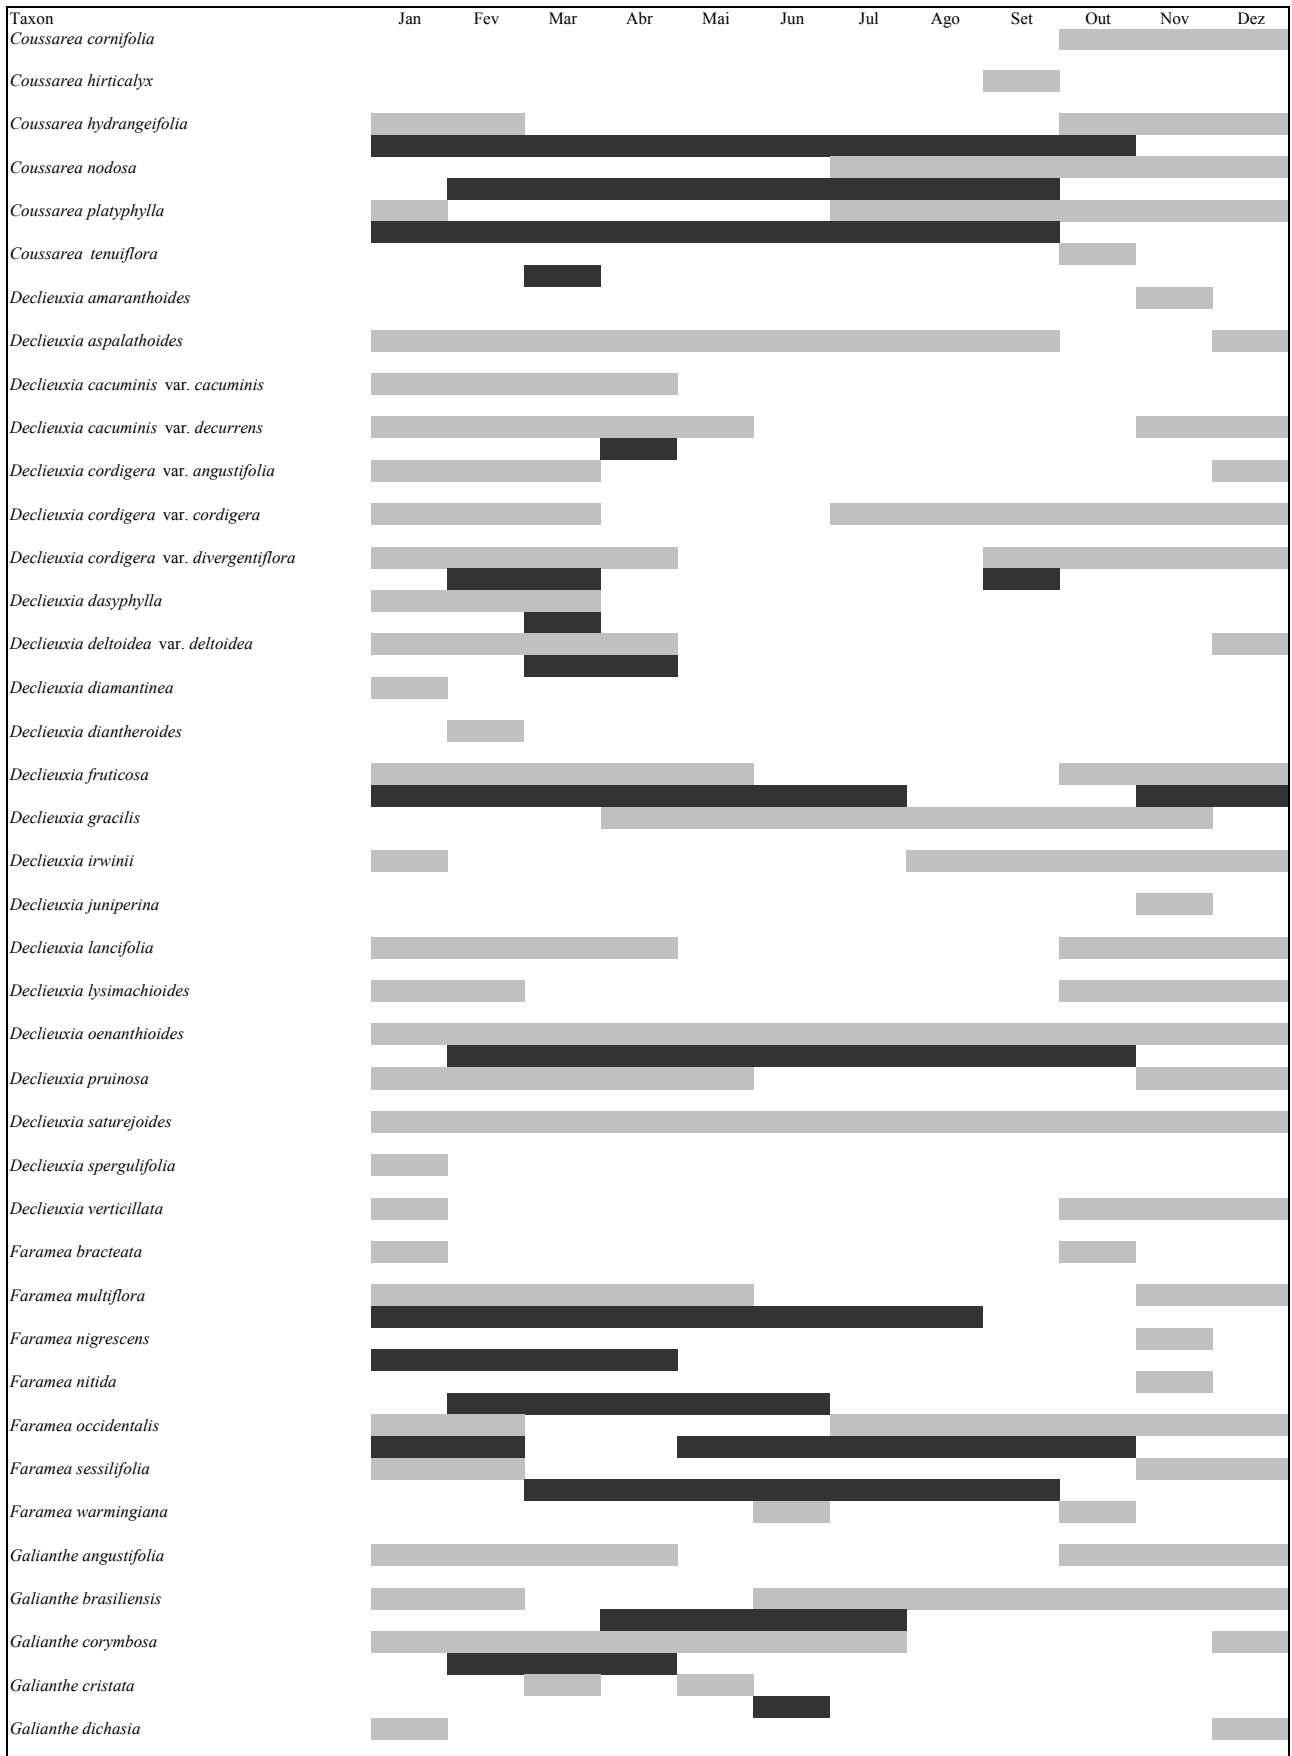 Taxon Jan Fev Mar Abr Mai Jun Jul Ago Set Out Nov Dez
Coussarea cornifolia
Coussarea hirticalyx
Coussarea hydrangeifolia
Coussarea nodosa
Coussarea platyphylla
Coussarea tenuiflora
Declieuxia amaranthoides
Declieuxia aspalathoides
Declieuxia cacuminis var. cacuminis
Declieuxia cacuminis var. decurrens
Declieuxia cordigera var. angustifolia
Declieuxia cordigera var. cordigera
Declieuxia cordigera var. divergentiflora
Declieuxia dasyphylla
Declieuxia deltoidea var. deltoidea
Declieuxia diamantinea
Declieuxia diantheroides
Declieuxia fruticosa
Declieuxia gracilis
Declieuxia irwinii
Declieuxia juniperina
Declieuxia lancifolia
Declieuxia lysimachioides
Declieuxia oenanthioides
Declieuxia pruinosa
Declieuxia saturejoides
Declieuxia spergulifolia
Declieuxia verticillata
Faramea bracteata
Faramea multiflora
Faramea nigrescens
Faramea nitida
Faramea occidentalis
Faramea sessilifolia
Faramea warmingiana
Galianthe angustifolia
Galianthe brasiliensis
Galianthe corymbosa
Galianthe cristata
Galianthe dichasia